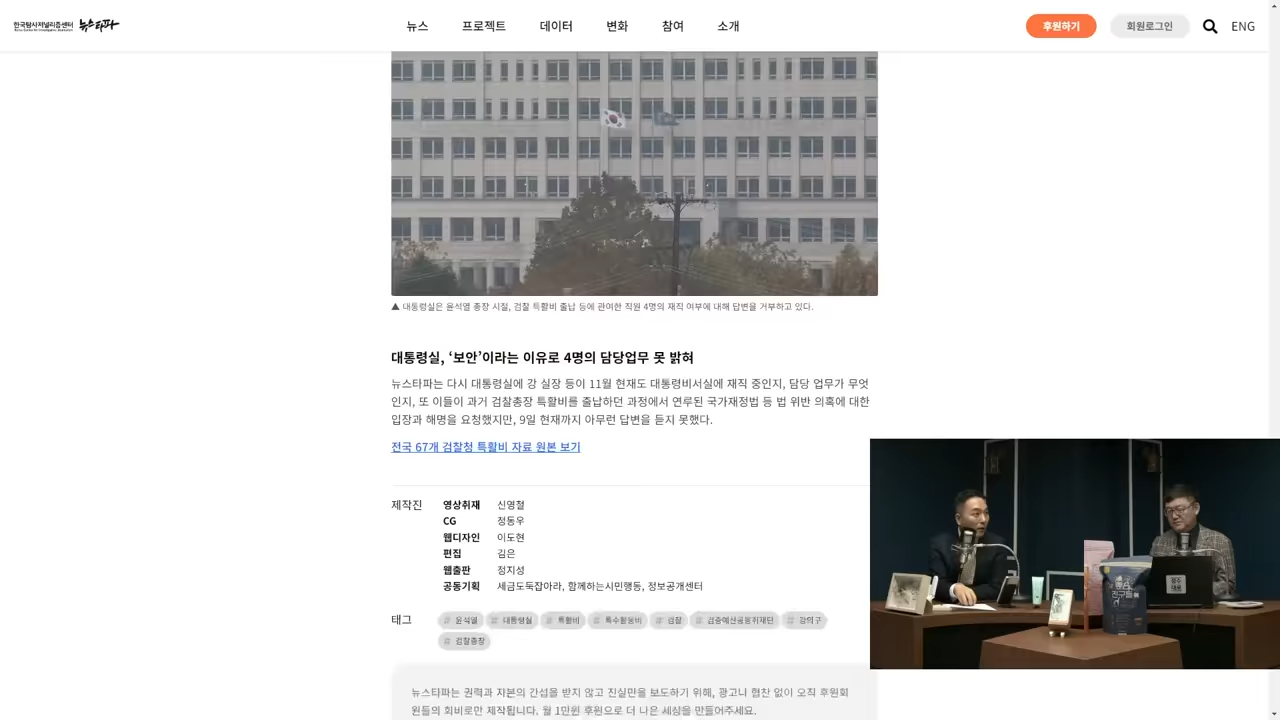 한국탐사저널리즘센터 뉴스타파
뉴스 프로젝트 데이터 변화 참여 소개
후원하기 회원로그인 ENG
▲ 대통령실은 윤석열 총장 시절, 검찰 특활비 출납 등에 관여한 직원 4명의 재직 여부에 대해 답변을 거부하고 있다.
대통령실, ‘보안’이라는 이유로 4명의 담당업무 못 밝혀
뉴스타파는 다시 대통령실에 강 실장 등이 11월 현재도 대통령비서실에 재직 중인지, 담당 업무가 무엇
인지, 또 이들이 과거 검찰총장 특활비를 출납하던 과정에서 연루된 국가재정법 등 법 위반 의혹에 대한
입장과 해명을 요청했지만, 9일 현재까지 아무런 답변을 듣지 못했다.
전국 67개 검찰청 특활비 자료 원본 보기
제작진 영상취재 신영철
CG 정동우
웹디자인 이도현
편집 김은
웹출판 정지성
공동기획 세금도둑잡아라, 함께하는시민행동, 정보공개센터
태그 # 윤석열 # 대통령실 # 특활비 # 특수활동비 # 검찰 # 검증예산공동취재단 # 강의구
# 검찰총장
뉴스타파는 권력과 자본의 간섭을 받지 않고 진실만을 보도하기 위해, 광고나 협찬 없이 오직 후원회
원들의 회비로만 제작됩니다. 월 1만원 후원으로 더 나은 세상을 만들어주세요.